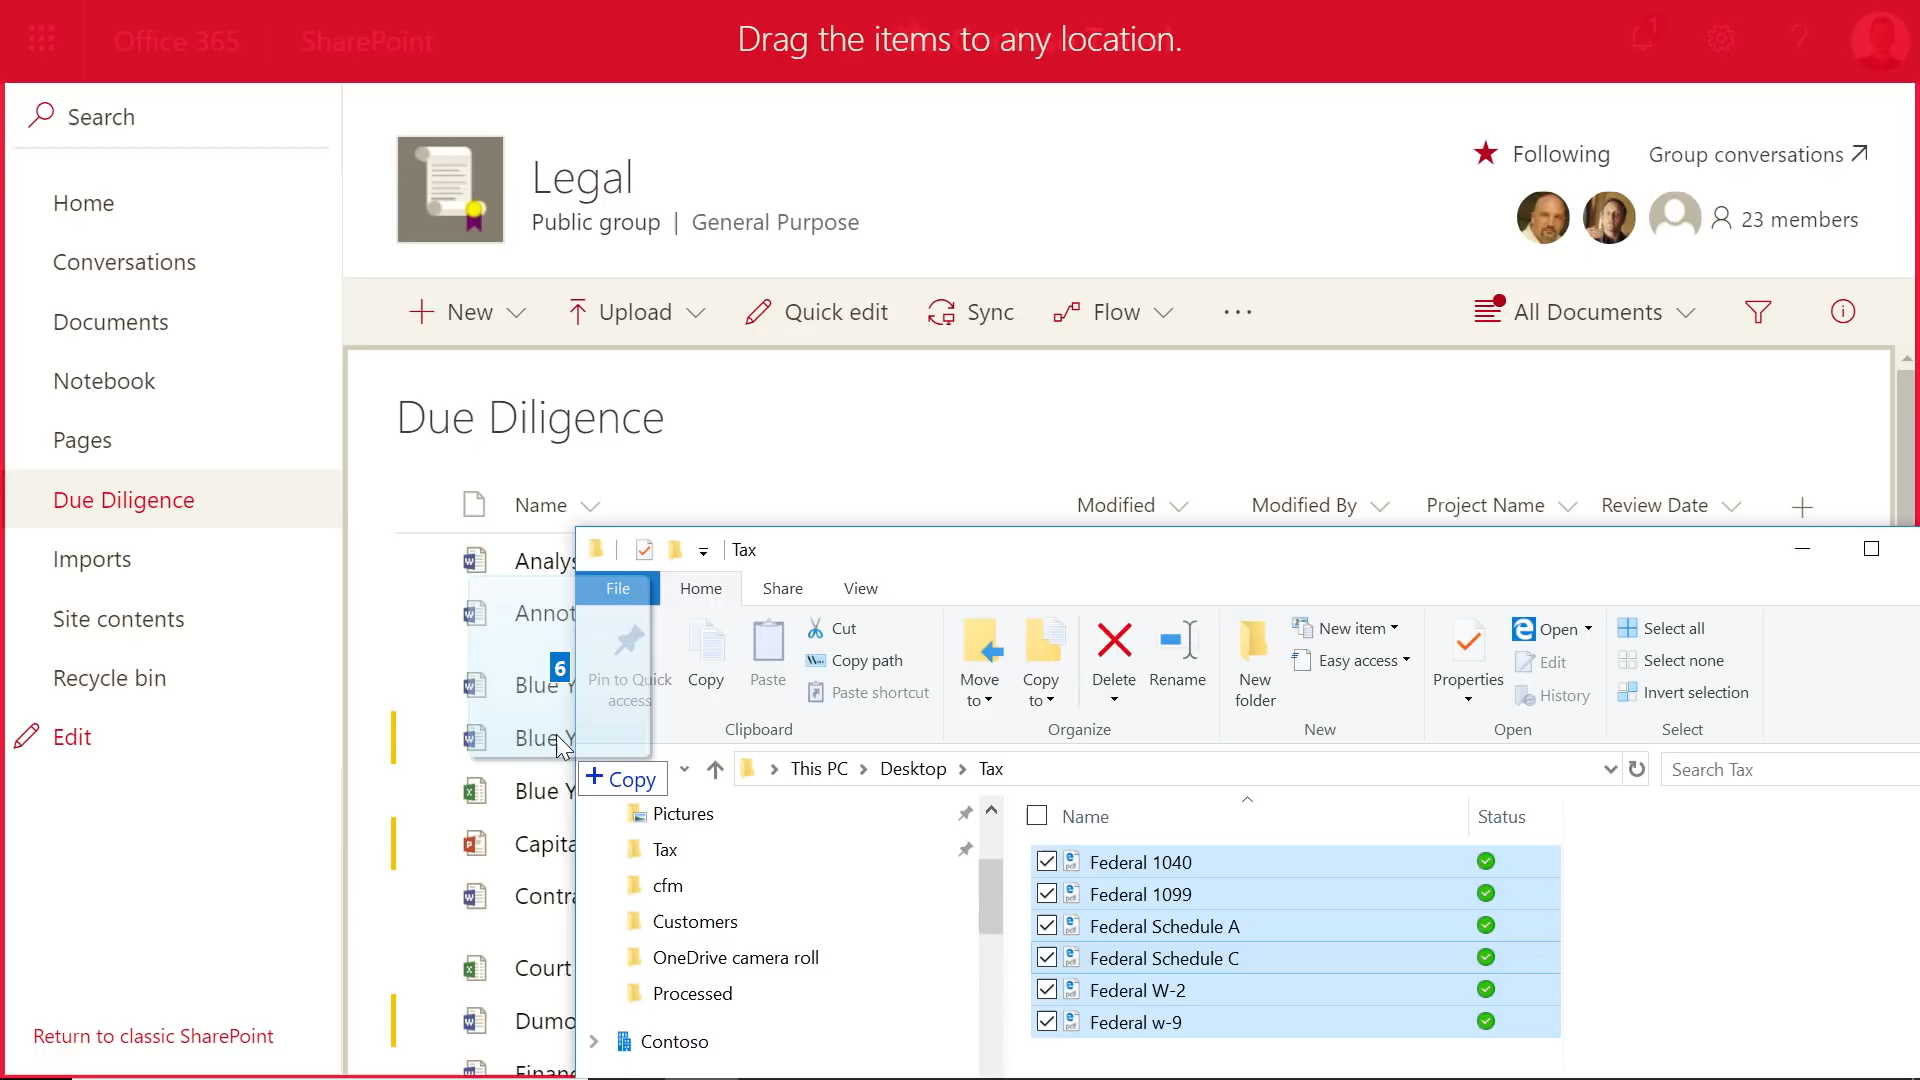 Office 365
SharePoint
Drag the items to any location.
1
?
Search
Home
Conversations
Documents
Notebook
Pages
Due Diligence
Imports
Site contents
Recycle bin
Edit
Return to classic SharePoint
Legal
Public group | General Purpose
Following
Group conversations
23 members
New
Upload
Quick edit
Sync
Flow
...
All Documents
Due Diligence
Name
Modified
Modified By
Project Name
Review Date
Analys
Annot
Blue Y
Blue Y
Blue Y
Capita
Contra
Court
Dumo
Financ
6
+ Copy
Tax
File
Home
Share
View
Pin to Quick
access
Copy
Paste
Cut
Copy path
Paste shortcut
Clipboard
Move
to
Copy
to
Delete
Rename
Organize
New
folder
New item
Easy access
New
Properties
Open
Edit
History
Open
Select all
Select none
Invert selection
Select
This PC > Desktop > Tax
Search Tax
Pictures
Tax
cfm
Customers
OneDrive camera roll
Processed
Contoso
Name
Status
Federal 1040
Federal 1099
Federal Schedule A
Federal Schedule C
Federal W-2
Federal w-9